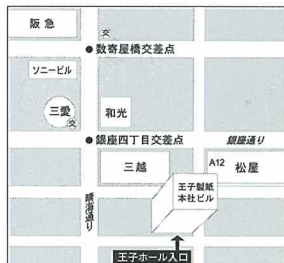 阪急
交
●数寄屋橋交差点
ソニービル
三愛
交
和光
●銀座四丁目交差点
銀座通り
三越
A12
松屋
王子製紙
本社ビル
晴海通り
王子ホール入口